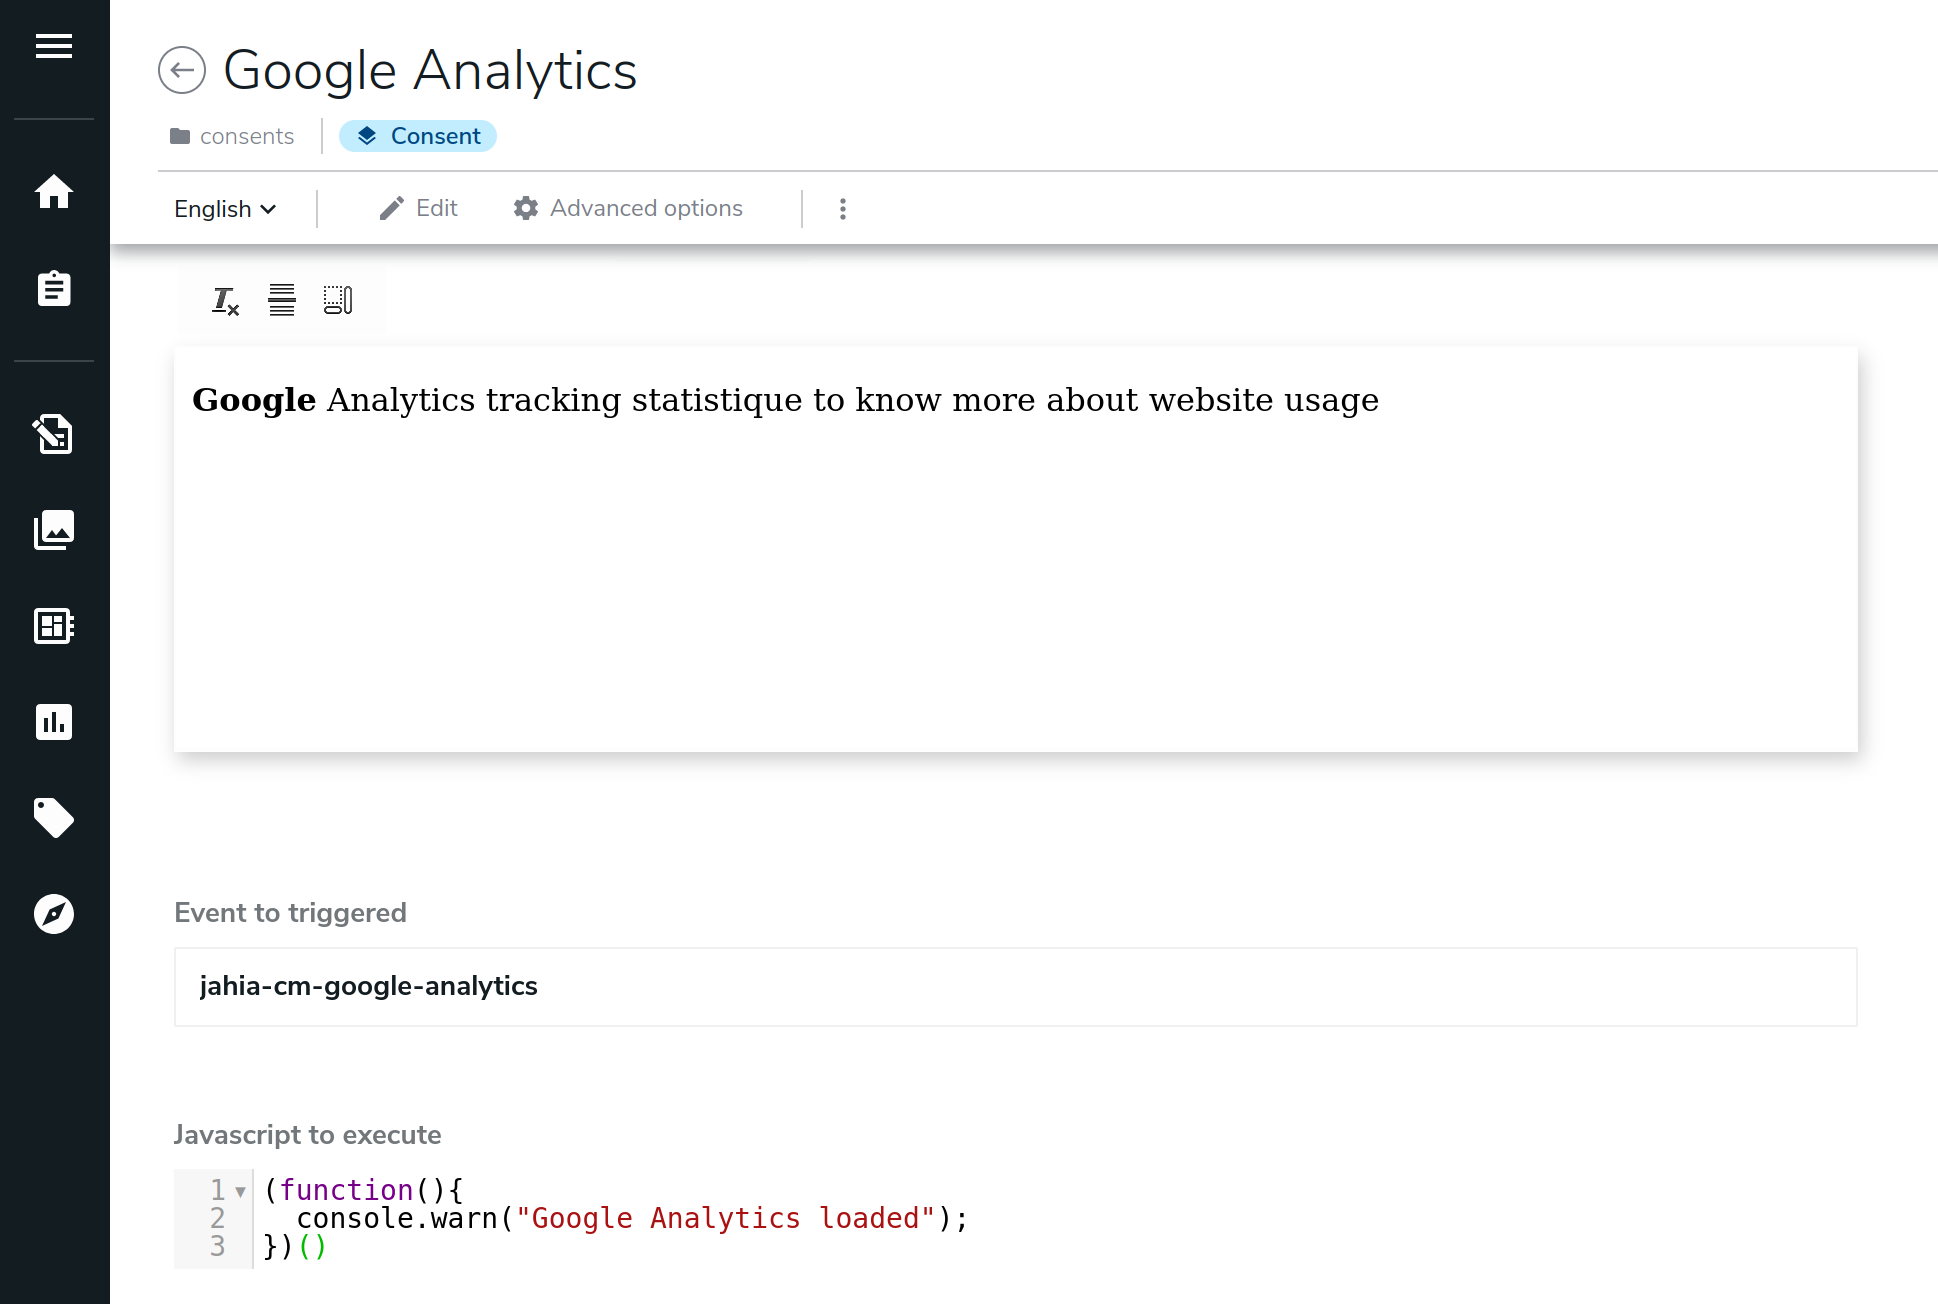 Google Analytics
consents
Consent
English
Edit
Advanced options
Google Analytics tracking statistique to know more about website usage
Event to triggered
jahia-cm-google-analytics
Javascript to execute
1 (function(){
2 console.warn("Google Analytics loaded");
3 })()